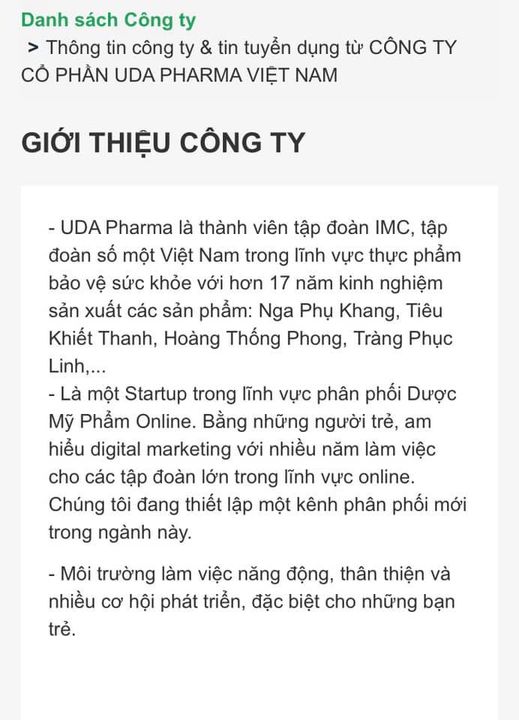 Danh sách Công ty
> Thông tin công ty & tin tuyển dụng từ CÔNG TY
CỔ PHẦN UDA PHARMA VIỆT NAM
GIỚI THIỆU CÔNG TY
- UDA Pharma là thành viên tập đoàn IMC, tập
đoàn số một Việt Nam trong lĩnh vực thực phẩm
bảo vệ sức khỏe với hơn 17 năm kinh nghiệm
sản xuất các sản phẩm: Nga Phụ Khang, Tiêu
Khiết Thanh, Hoàng Thống Phong, Tràng Phục
Linh,...
- Là một Startup trong lĩnh vực phân phối Dược
Mỹ Phẩm Online. Bằng những người trẻ, am
hiểu digital marketing với nhiều năm làm việc
cho các tập đoàn lớn trong lĩnh vực online.
Chúng tôi đang thiết lập một kênh phân phối mới
trong ngành này.
- Môi trường làm việc năng động, thân thiện và
nhiều cơ hội phát triển, đặc biệt cho những bạn
trẻ.